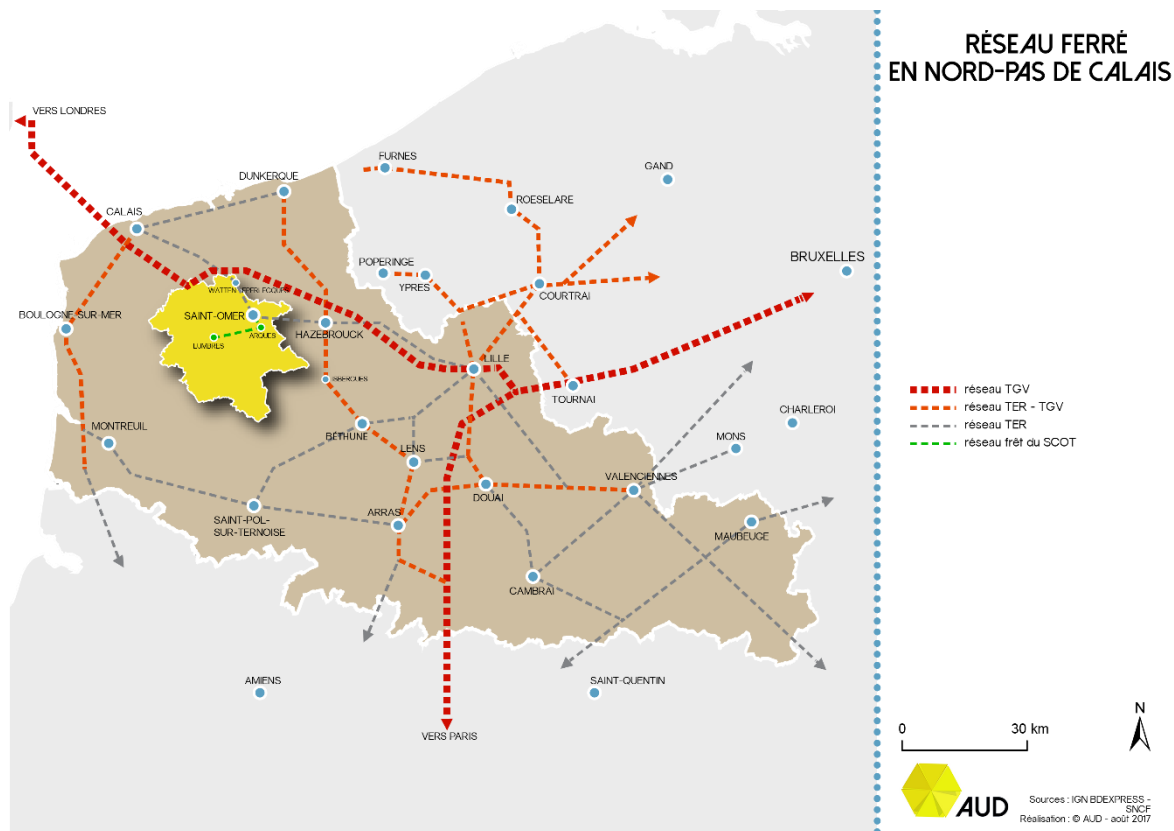 RÉSEAU FERRÉ
EN NORD-PAS DE CALAIS
VERS LONDRES
FURNES
GAND
DUNKERQUE
ROESELARE
CALAIS
BRUXELLES
POPERINGE
YPRES
COURTRAI
SAINT-OMER
ARQUES
LUMBRES
BOULOGNE-SUR-MER
HAZEBROUCK
LILLE
TOURNAI
CHARLEROI
MONTREUIL
BÉTHUNE
MONS
LENS
VALENCIENNES
DOUAI
SAINT-POL-
SUR-TERNOISE
ARRAS
MAUBEUGE
CAMBRAI
AMIENS
SAINT-QUENTIN
VERS PARIS
réseau TGV
réseau TER - TGV
réseau TER
réseau frêt du SCOT
N
0 30 km
AUD
Sources : IGN BDEXPRESS -
SNCF
Réalisation : © AUD - août 2017